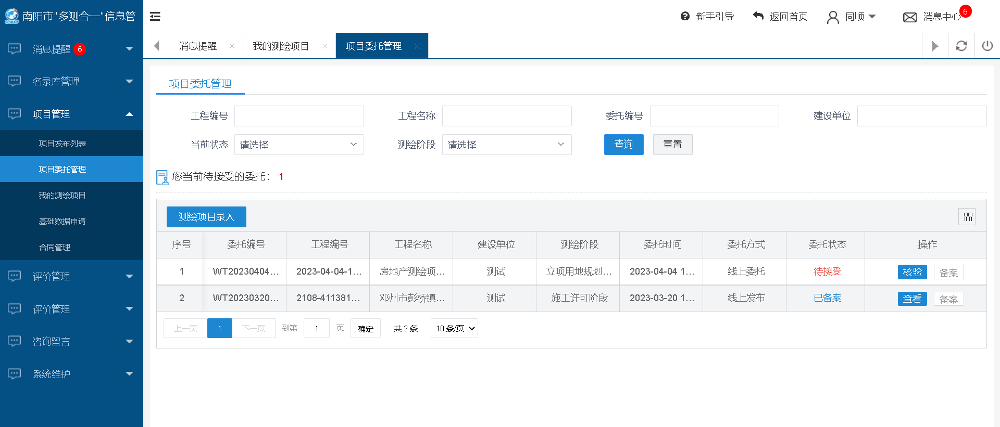 南阳市"多测合一"信息管
新手引导
返回首页
同顺
消息中心
6
消息提醒 6
名录库管理
项目管理
项目发布列表
项目委托管理
我的测绘项目
基础数据申请
合同管理
评价管理
评价管理
咨询留言
系统维护
消息提醒
我的测绘项目
项目委托管理
项目委托管理
工程编号
工程名称
委托编号
建设单位
当前状态 请选择
测绘阶段 请选择
查询
重置
您当前待接受的委托： 1
测绘项目录入
序号 委托编号 工程编号 工程名称 建设单位 测绘阶段 委托时间 委托方式 委托状态 操作
1 WT20230404... 2023-04-04-1... 房地产测绘项... 测试 立项用地规划... 2023-04-04 1... 线上委托 待接受 核验 备案
2 WT20230320... 2108-411381... 邓州市彭桥镇... 测试 施工许可阶段 2023-03-20 1... 线上发布 已备案 查看 备案
上一页 1 下一页 到第 1 页 确定 共 2 条 10 条/页